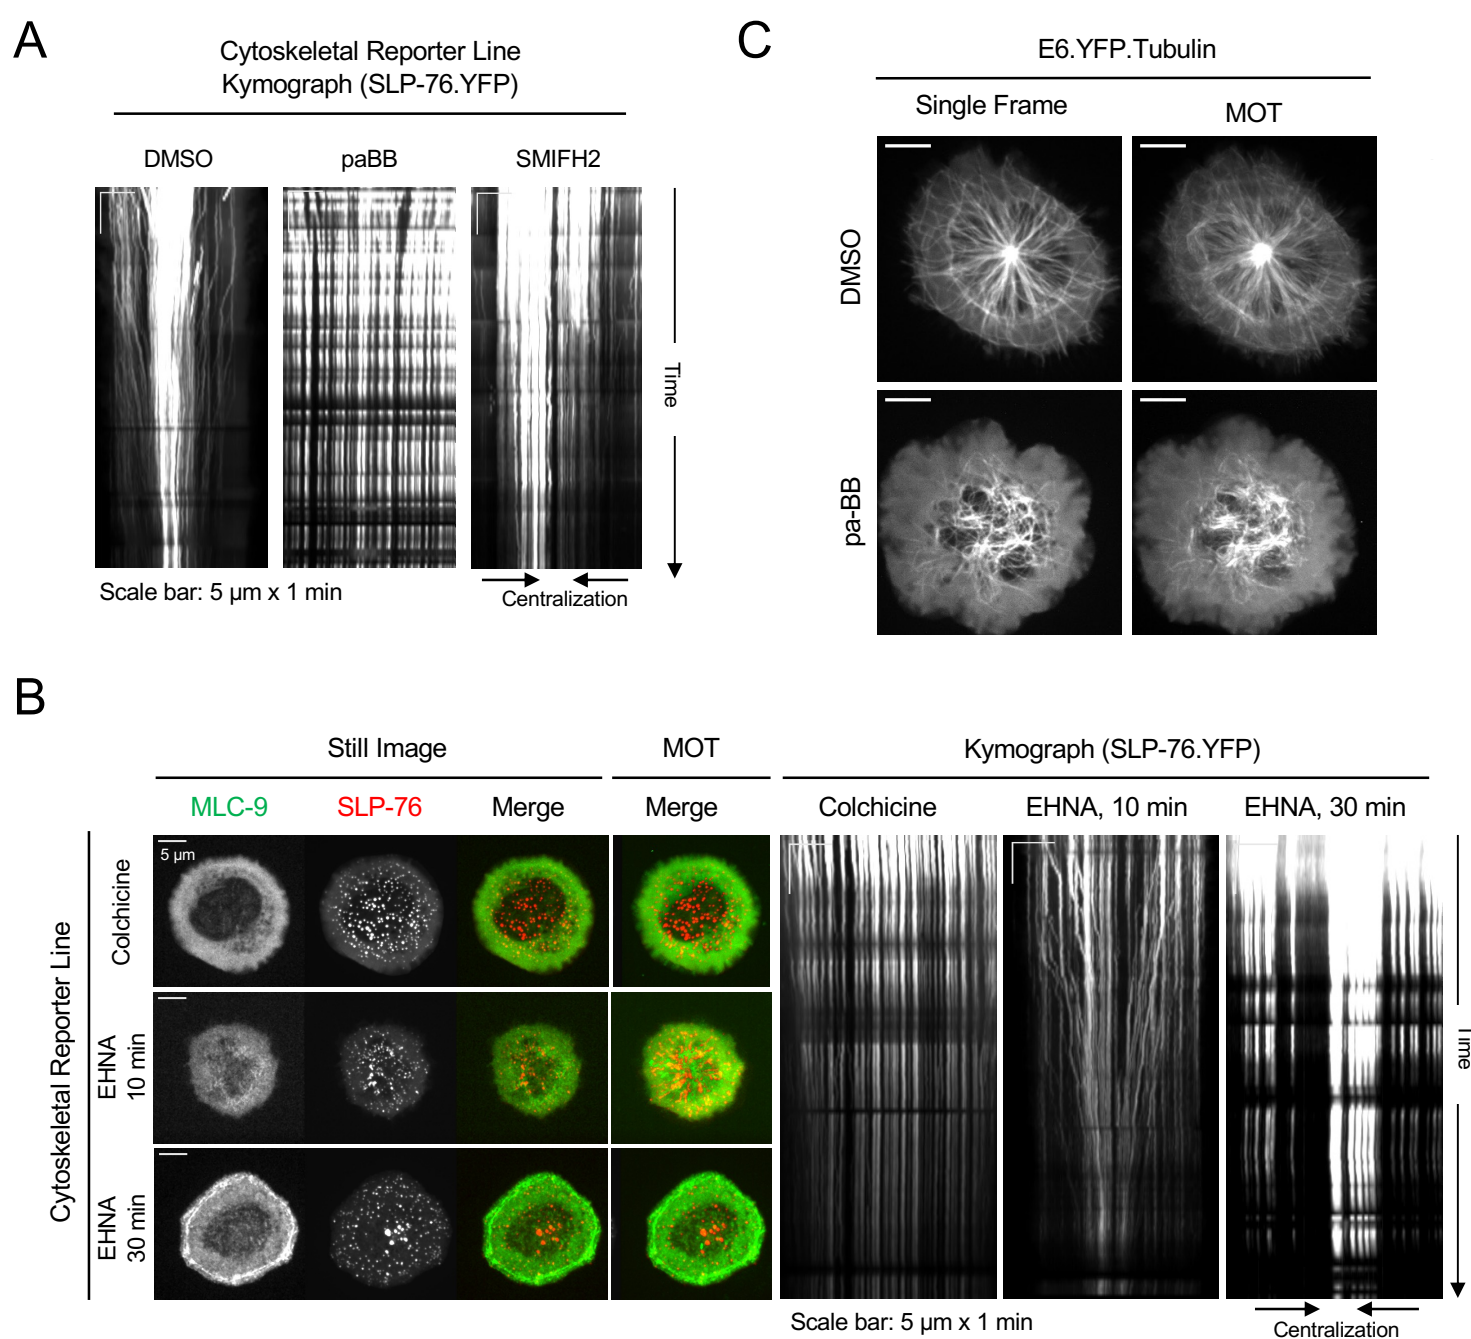 A
Cytoskeletal Reporter Line
Kymograph (SLP-76.YFP)
DMSO
paBB
SMIFH2
Time
Scale bar: 5 µm x 1 min
Centralization
C
E6.YFP.Tubulin
Single Frame
MOT
DMSO
pa-BB
B
Still Image
MOT
Kymograph (SLP-76.YFP)
MLC-9
SLP-76
Merge
Merge
Colchicine
EHNA, 10 min
EHNA, 30 min
Cytoskeletal Reporter Line
Colchicine
5 µm
EHNA
10 min
EHNA
30 min
Time
Scale bar: 5 µm x 1 min
Centralization